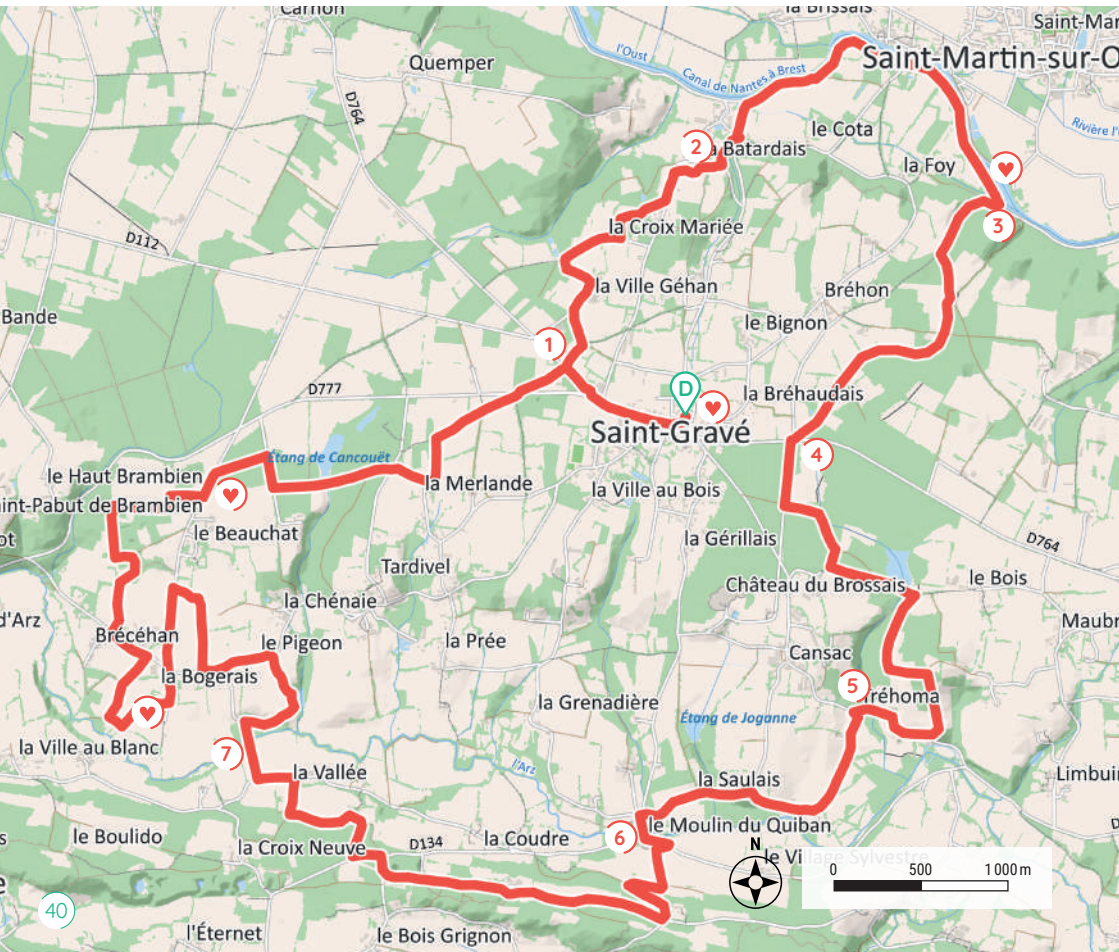 Carhon
la Brissais
Saint-Mar
Quemper
l'Oust
Canal de Nantes à Brest
Saint-Martin-sur-O
D764
Rivière l'
le Cota
2
a Batardais
la Foy
3
la Croix Mariée
D112
la Ville Géhan
Bréhon
Bande
le Bignon
1
D777
D
la Bréhaudais
Saint-Gravé
4
Étang de Cancouët
le Haut Brambien
la Merlande
la Ville au Bois
int-Pabut de Brambien
le Beauchat
ot
la Gérillais
D764
Tardivel
Château du Brossais
le Bois
la Chénaie
d'Arz
Maubr
Brécéhan
le Pigeon
la Prée
Cansac
la Bogerais
5
Tréhoma
la Grenadière
Étang de Joganne
la Ville au Blanc
7
la Vallée
l'Arz
la Saulais
Limbuir
le Boulido
s
la Croix Neuve
D134
la Coudre
6
le Moulin du Quiban
D
N
le Village Sylvestre
0 500 1 000 m
e
40
l'Éternet
le Bois Grignon